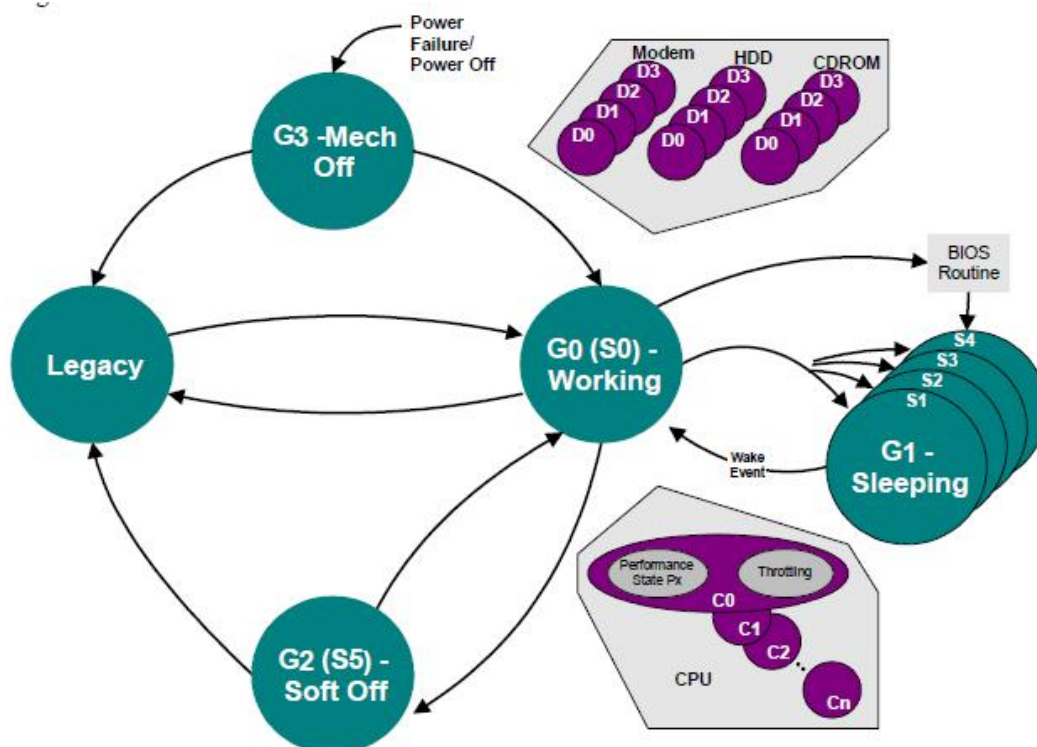 Power
Failure/
Power Off
G3 -Mech
Off
Modem
HDD
CDROM
D3
D2
D1
D0
D3
D2
D1
D0
D3
D2
D1
D0
BIOS
Routine
Legacy
G0 (S0) -
Working
S4
S3
S2
S1
G1 -
Sleeping
Wake
Event
Performance
State Px
Throttling
C0
C1
C2
Cn
CPU
G2 (S5) -
Soft Off